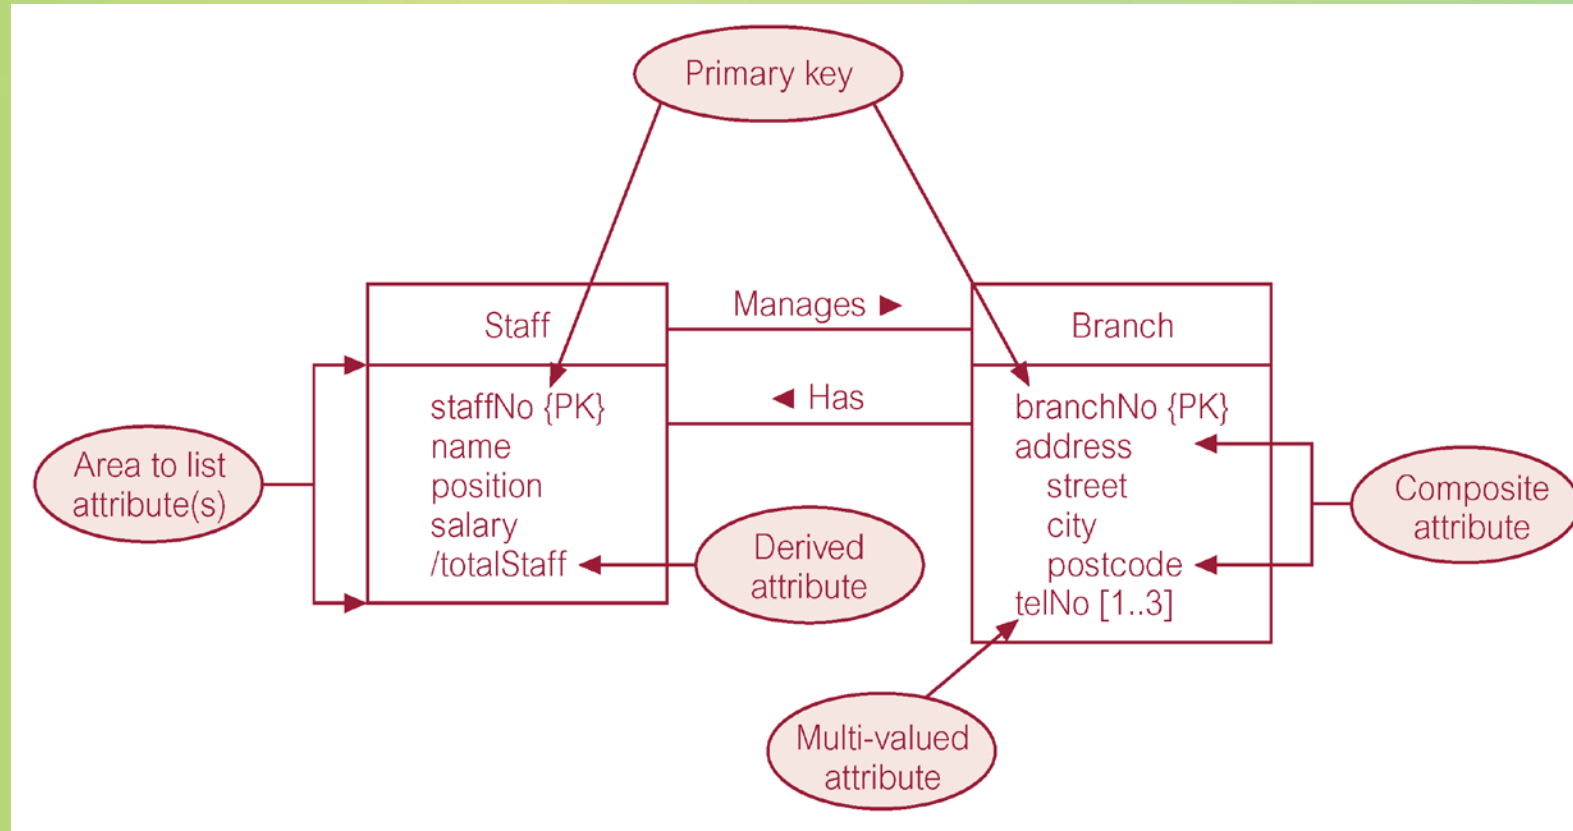 Primary key
Manages ►
Staff
Branch
◄ Has
staffNo {PK}
name
position
salary
/totalStaff
branchNo {PK}
address
street
city
postcode
telNo [1..3]
Area to list
attribute(s)
Derived
attribute
Composite
attribute
Multi-valued
attribute